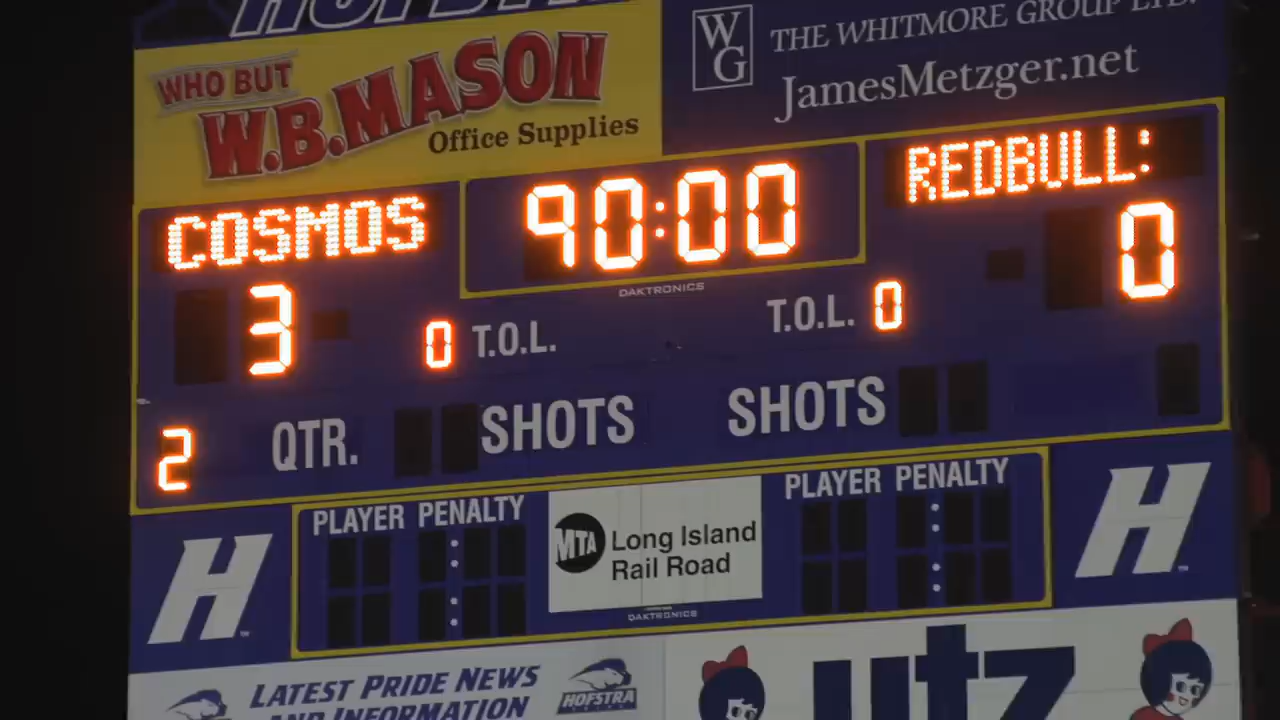 HOFSTRA
WHO BUT
W.B.MASON
Office Supplies
WG
THE WHITMORE GROUP LTD.
JamesMetzger.net
COSMOS
90:00
REDBULL:
DAKTRONICS
3
0 T.O.L.
T.O.L. 0
0
2 QTR.
SHOTS
SHOTS
PLAYER PENALTY
PLAYER PENALTY
MTA
Long Island
Rail Road
DAKTRONICS
H
H
LATEST PRIDE NEWS
AND INFORMATION
HOFSTRA
utz